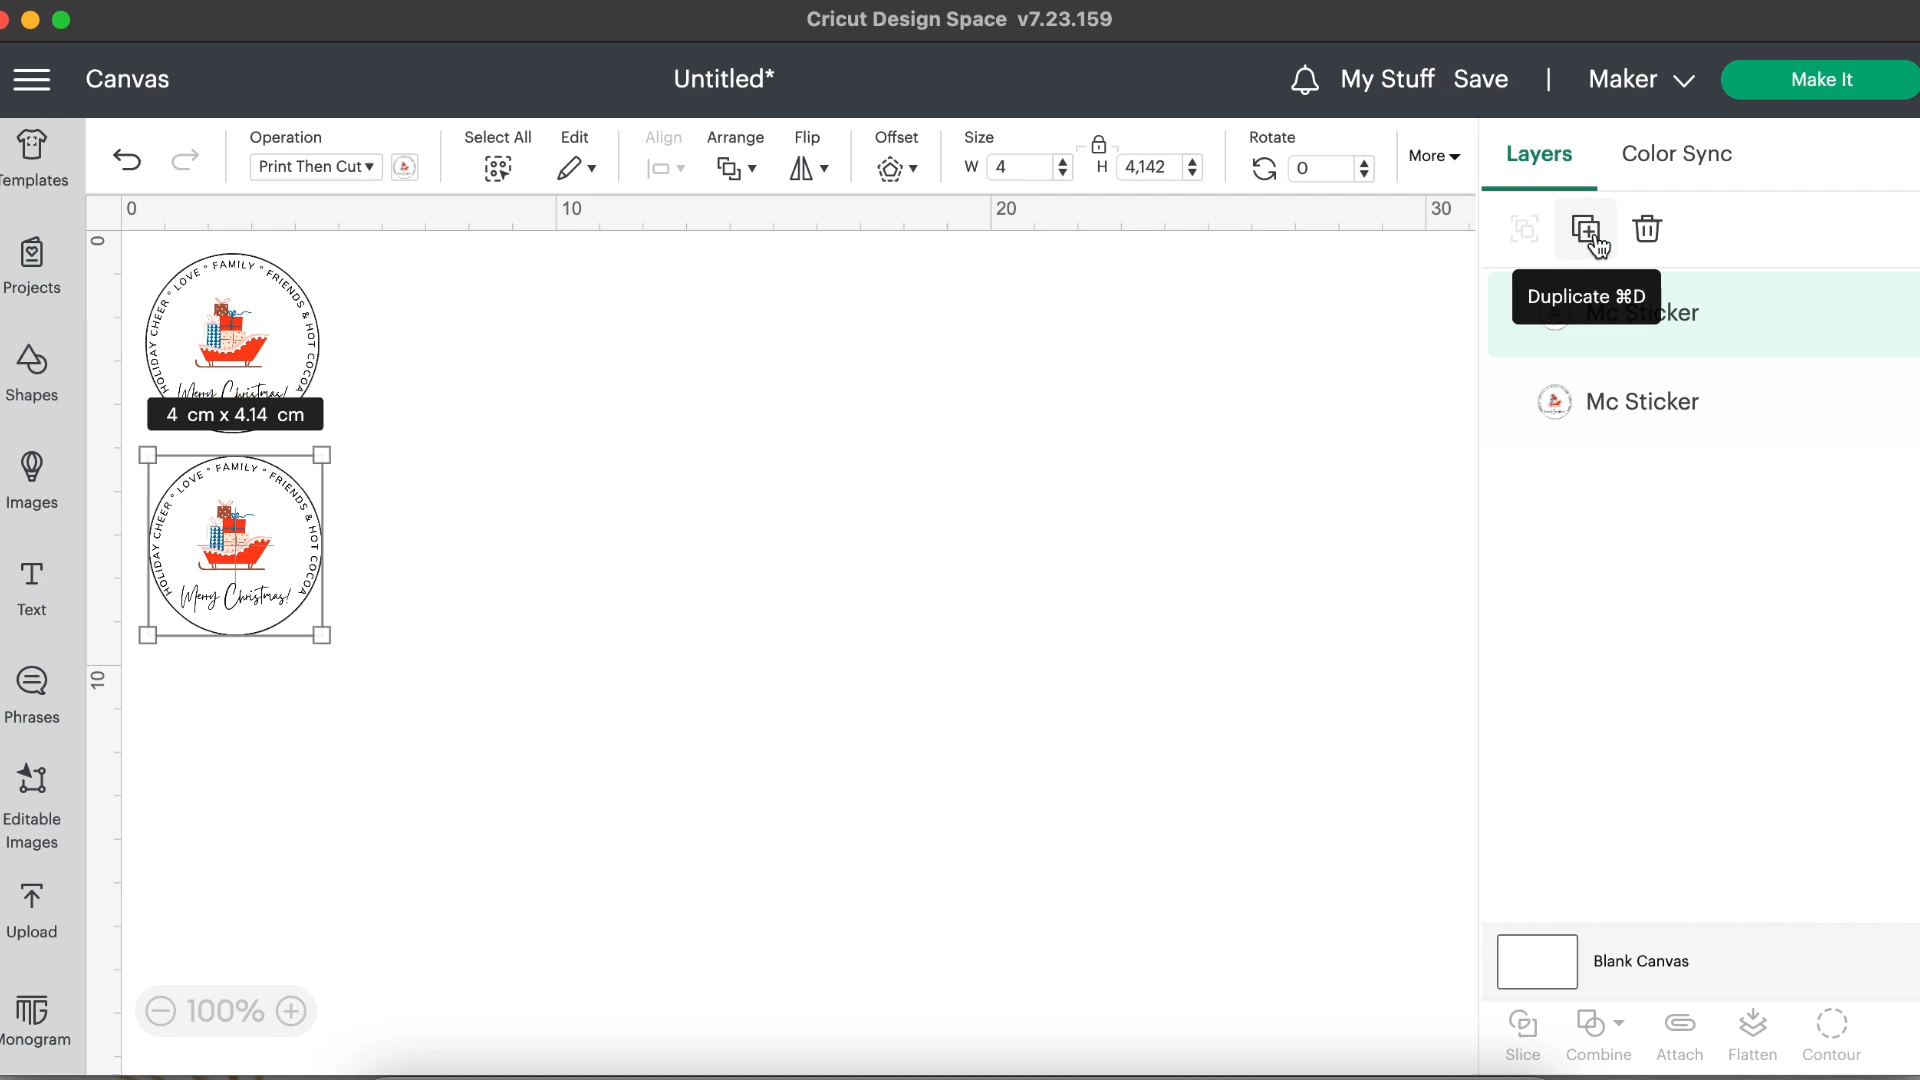 Cricut Design Space v7.23.159
Canvas
Untitled*
My Stuff
Save
|
Maker
Make It
Templates
Projects
Shapes
Images
Text
Phrases
Editable
Images
Upload
Monogram
Operation
Print Then Cut
Select All
Edit
Align
Arrange
Flip
Offset
Size
W 4
H 4,142
Rotate
0
More
0
10
20
30
0
10
HOLIDAY CHEER ° LOVE ° FAMILY ° FRIENDS & HOT COCOA
Merry Christmas!
4 cm x 4.14 cm
HOLIDAY CHEER ° LOVE ° FAMILY ° FRIENDS & HOT COCOA
Merry Christmas!
100%
Layers
Color Sync
Duplicate ⌘D
Mc Sticker
Mc Sticker
Blank Canvas
Slice
Combine
Attach
Flatten
Contour